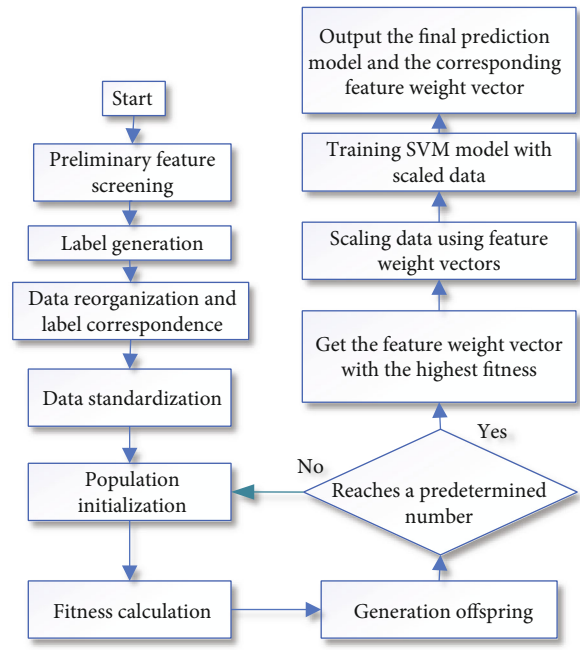 Start
Preliminary feature
screening
Label generation
Data reorganization and
label correspondence
Data standardization
Population
initialization
Fitness calculation
Generation offspring
Reaches a predetermined
number
No
Yes
Get the feature weight vector
with the highest fitness
Scaling data using feature
weight vectors
Training SVM model with
scaled data
Output the final prediction
model and the corresponding
feature weight vector